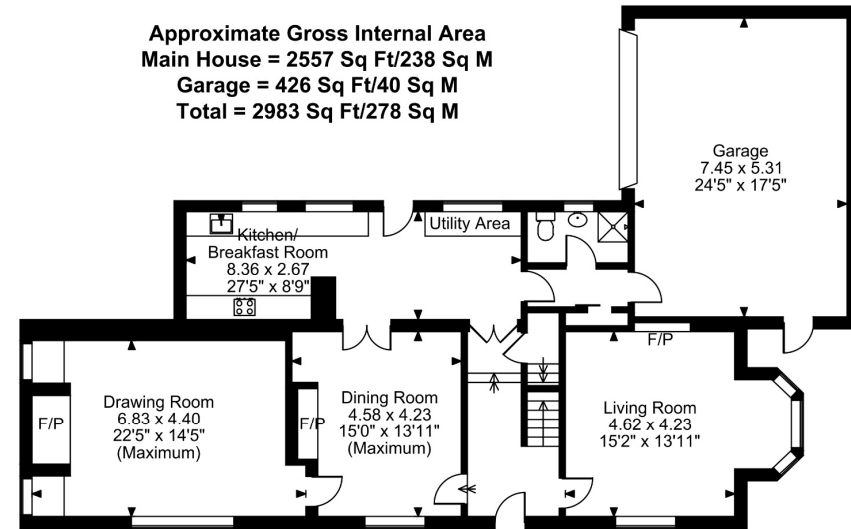 Approximate Gross Internal Area
Main House = 2557 Sq Ft/238 Sq M
Garage = 426 Sq Ft/40 Sq M
Total = 2983 Sq Ft/278 Sq M
Garage
7.45 x 5.31
24'5" x 17'5"
Utility Area
Kitchen/
Breakfast Room
8.36 x 2.67
27'5" x 8'9"
F/P
Drawing Room
6.83 x 4.40
22'5" x 14'5"
(Maximum)
F/P
F/P
Dining Room
4.58 x 4.23
15'0" x 13'11"
(Maximum)
Living Room
4.62 x 4.23
15'2" x 13'11"